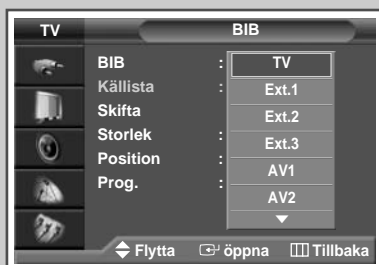 TV BIB
BIB : TV
Källista : Ext.1
Skifta Ext.2
Storlek : Ext.3
Position : AV1
Prog. : AV2
Flytta öppna Tillbaka